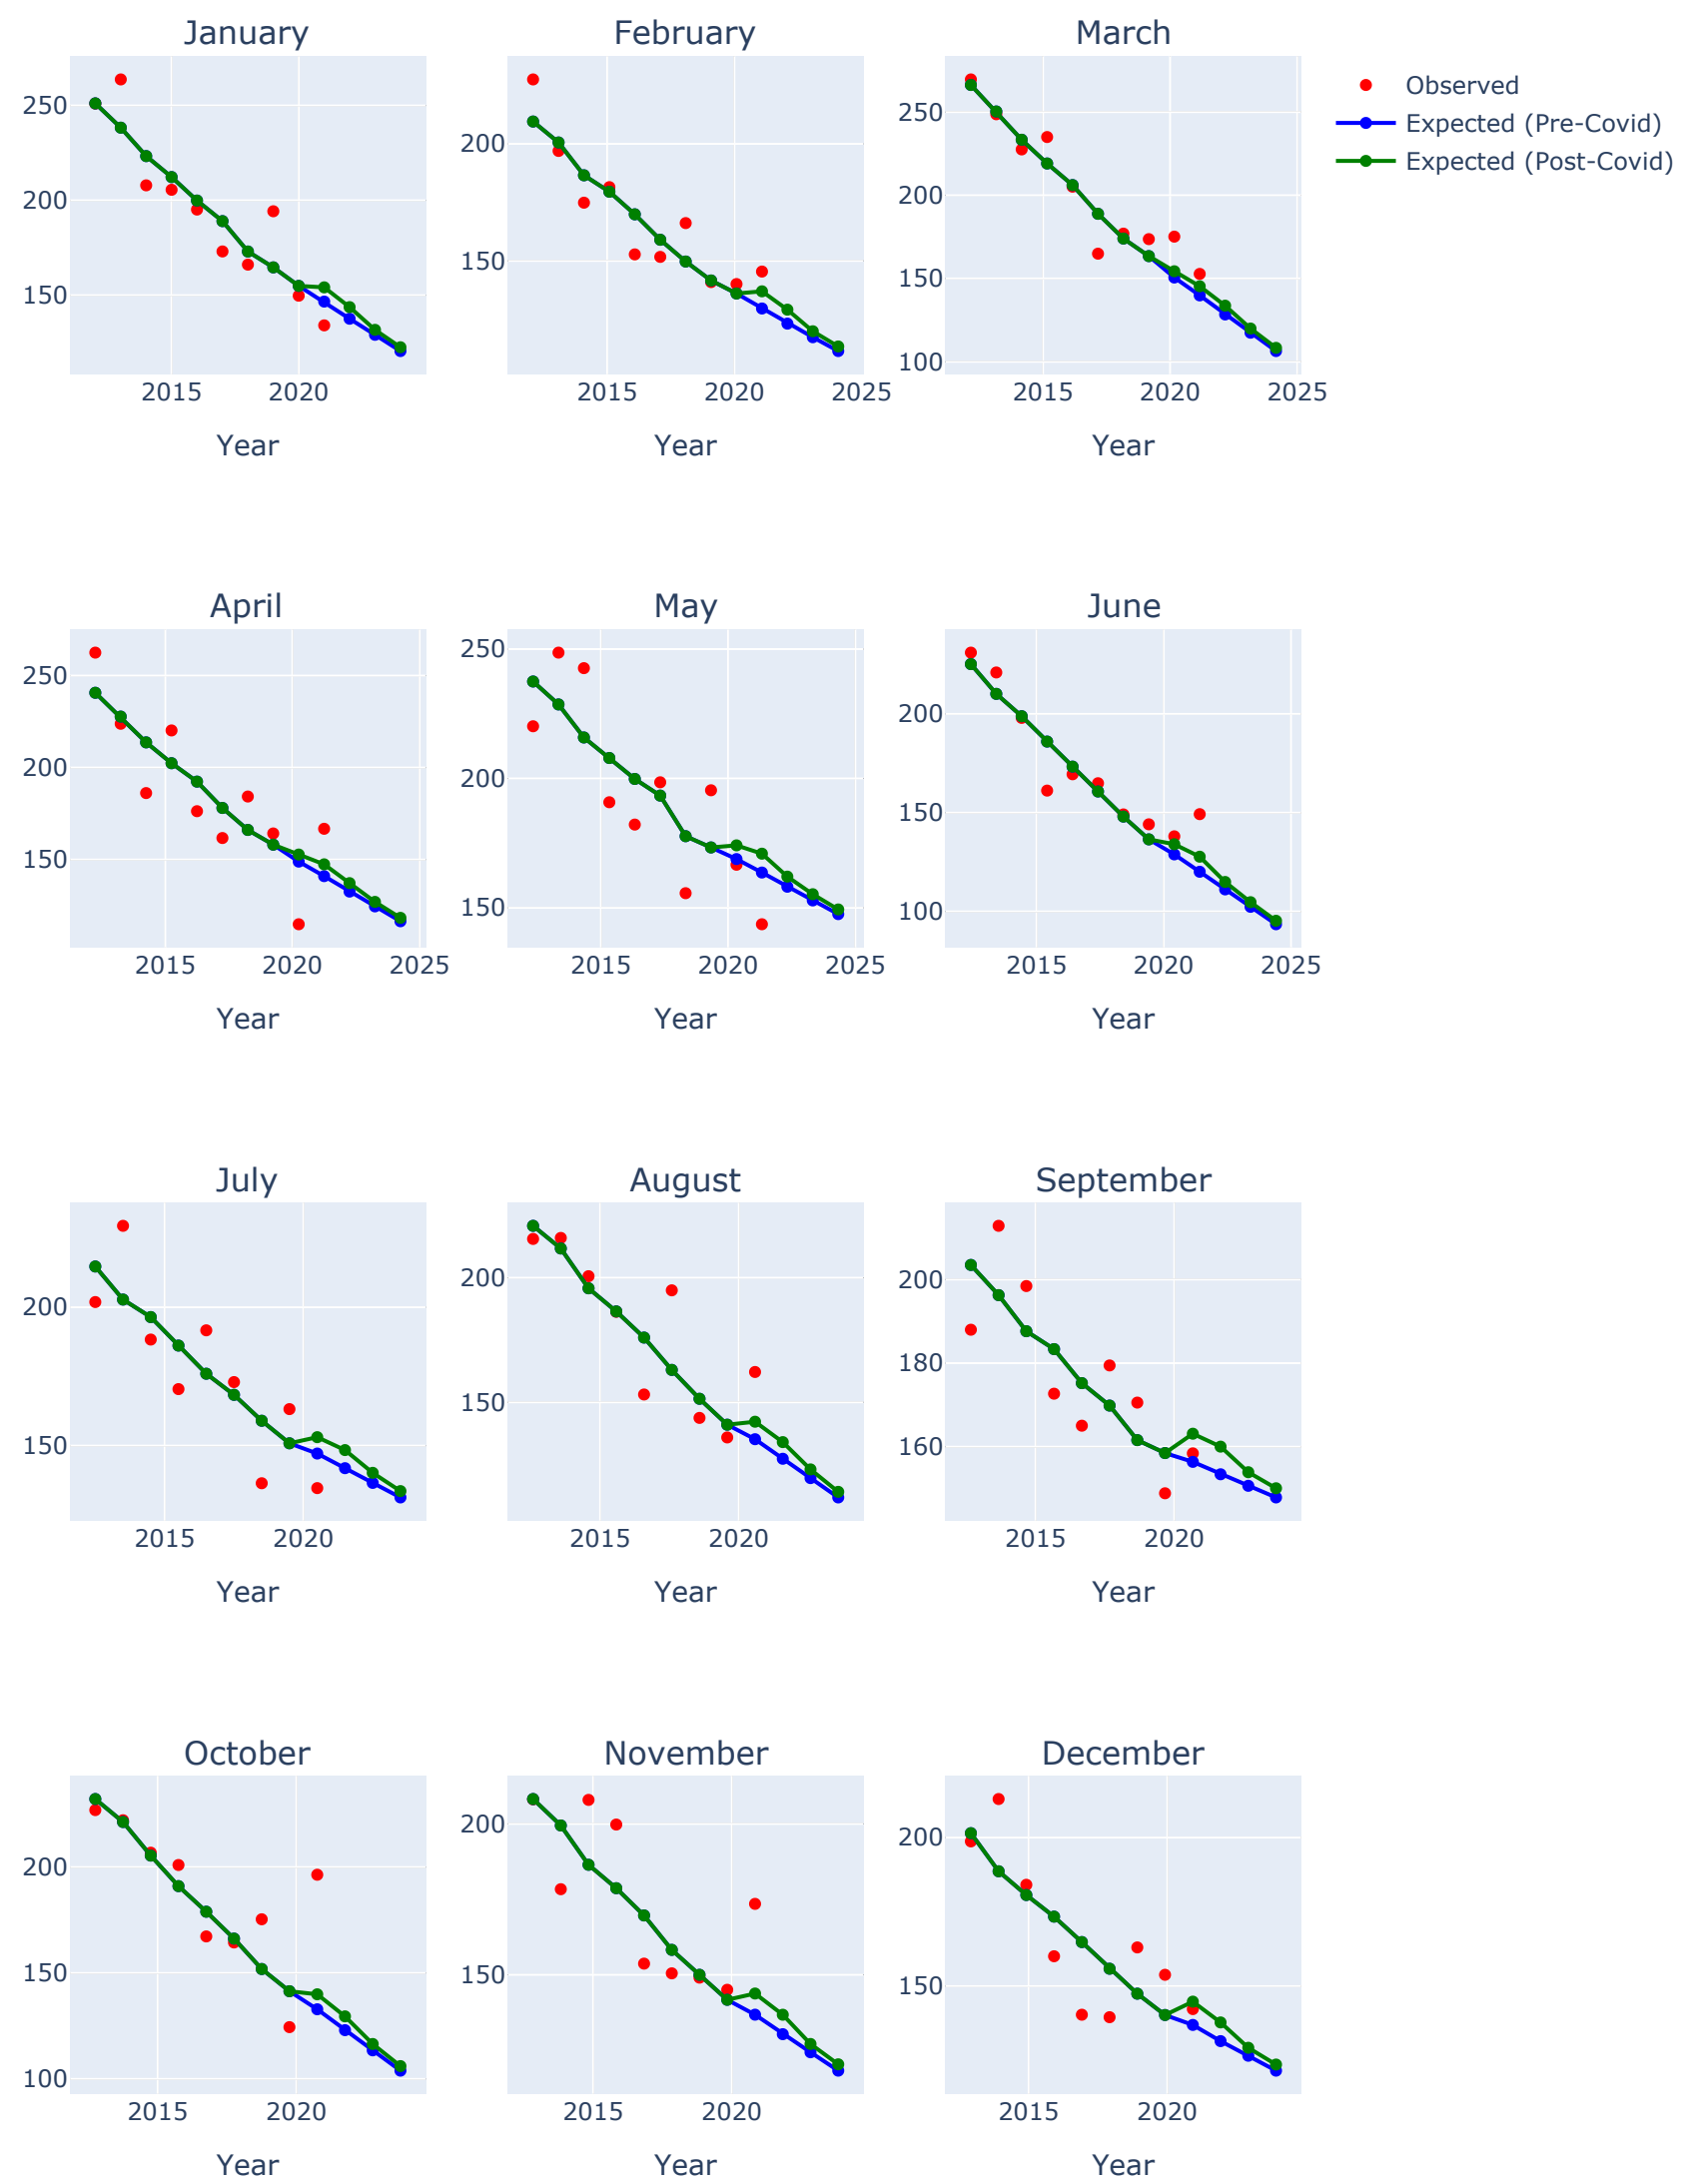 January
February
March
250
200
150
2015
2020
Year
200
150
2015
2020
2025
Year
250
200
150
100
2015
2020
2025
Year
Observed
Expected (Pre-Covid)
Expected (Post-Covid)
April
May
June
250
200
150
2015
2020
2025
Year
250
200
150
2015
2020
2025
Year
200
150
100
2015
2020
2025
Year
July
August
September
200
150
2015
2020
Year
200
150
2015
2020
Year
200
180
160
2015
2020
Year
October
November
December
200
150
100
2015
2020
Year
200
150
2015
2020
Year
200
150
2015
2020
Year